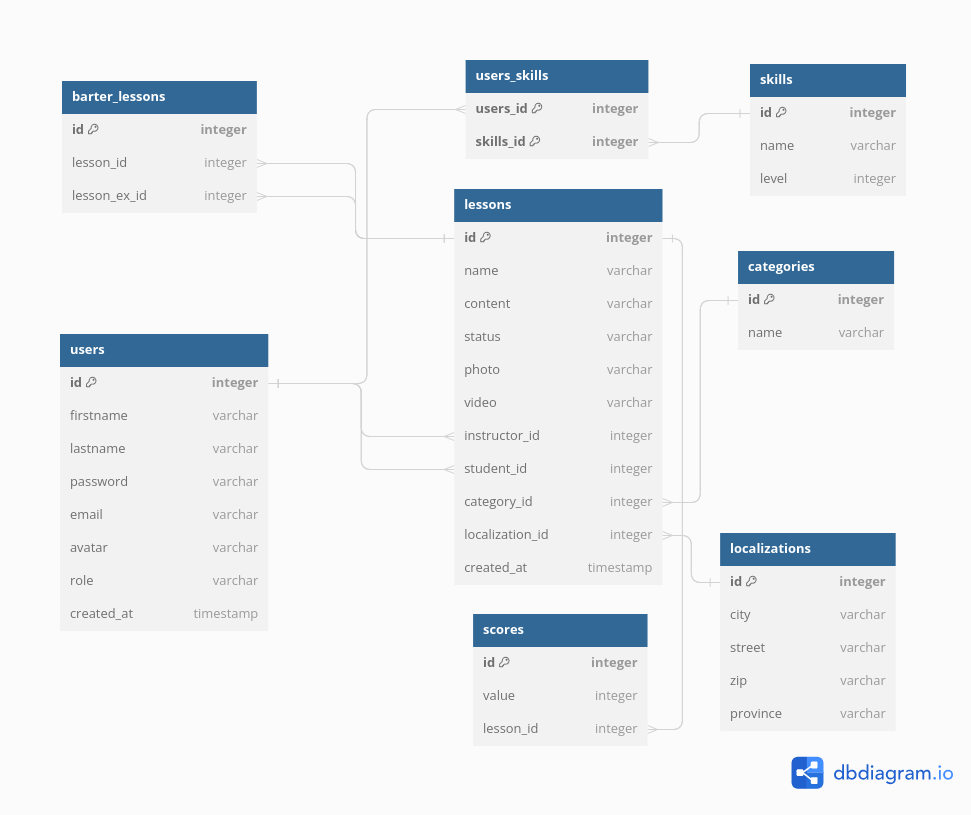 barter_lessons
id integer
lesson_id integer
lesson_ex_id integer
users_skills
users_id integer
skills_id integer
skills
id integer
name varchar
level integer
lessons
id integer
name varchar
content varchar
status varchar
photo varchar
video varchar
instructor_id integer
student_id integer
category_id integer
localization_id integer
created_at timestamp
categories
id integer
name varchar
users
id integer
firstname varchar
lastname varchar
password varchar
email varchar
avatar varchar
role varchar
created_at timestamp
localizations
id integer
city varchar
street varchar
zip varchar
province varchar
scores
id integer
value integer
lesson_id integer
dbdiagram.io